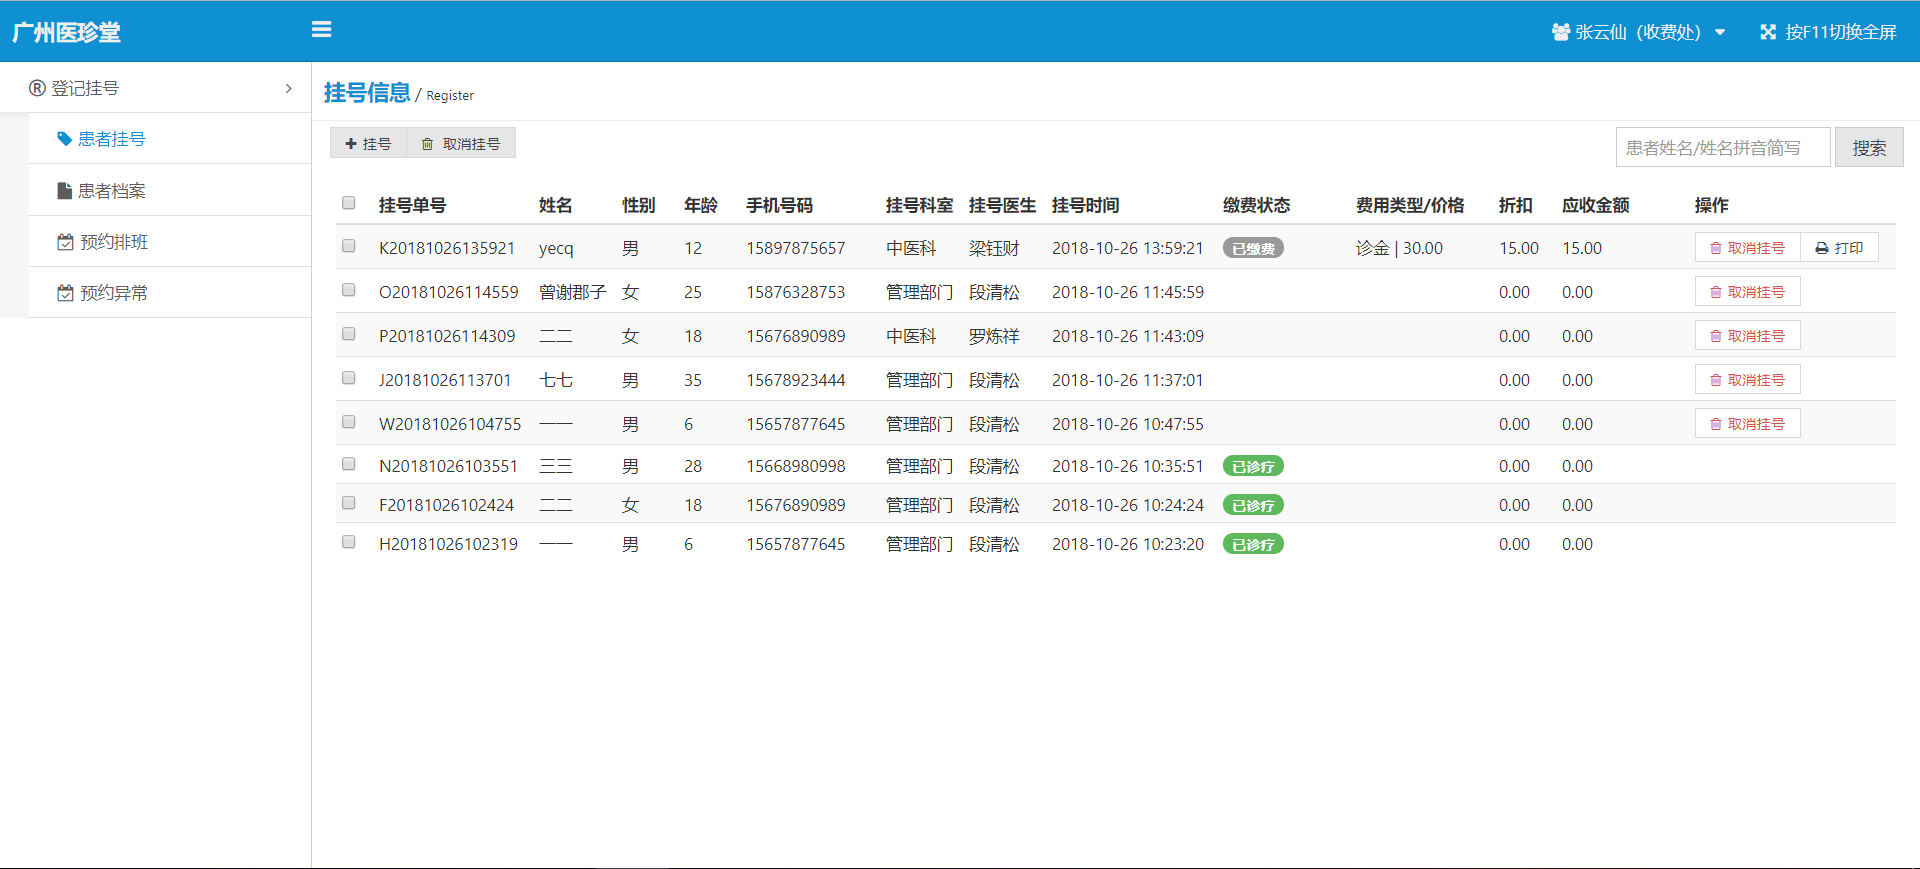 广州医珍堂
张云仙（收费处）
按F11切换全屏
登记挂号
患者挂号
患者档案
预约排班
预约异常
挂号信息 / Register
挂号 取消挂号
患者姓名/姓名拼音简写 搜索
挂号单号 姓名 性别 年龄 手机号码 挂号科室 挂号医生 挂号时间 缴费状态 费用类型/价格 折扣 应收金额 操作
K20181026135921 yecq 男 12 15897875657 中医科 梁钰财 2018-10-26 13:59:21 已缴费 诊金 | 30.00 15.00 15.00 取消挂号 打印
O20181026114559 曾谢郡子 女 25 15876328753 管理部门 段清松 2018-10-26 11:45:59 0.00 0.00 取消挂号
P20181026114309 二二 女 18 15676890989 中医科 罗炼祥 2018-10-26 11:43:09 0.00 0.00 取消挂号
J20181026113701 七七 男 35 15678923444 管理部门 段清松 2018-10-26 11:37:01 0.00 0.00 取消挂号
W20181026104755 一一 男 6 15657877645 管理部门 段清松 2018-10-26 10:47:55 0.00 0.00 取消挂号
N20181026103551 三三 男 28 15668980998 管理部门 段清松 2018-10-26 10:35:51 已诊疗 0.00 0.00
F20181026102424 二二 女 18 15676890989 管理部门 段清松 2018-10-26 10:24:24 已诊疗 0.00 0.00
H20181026102319 一一 男 6 15657877645 管理部门 段清松 2018-10-26 10:23:20 已诊疗 0.00 0.00